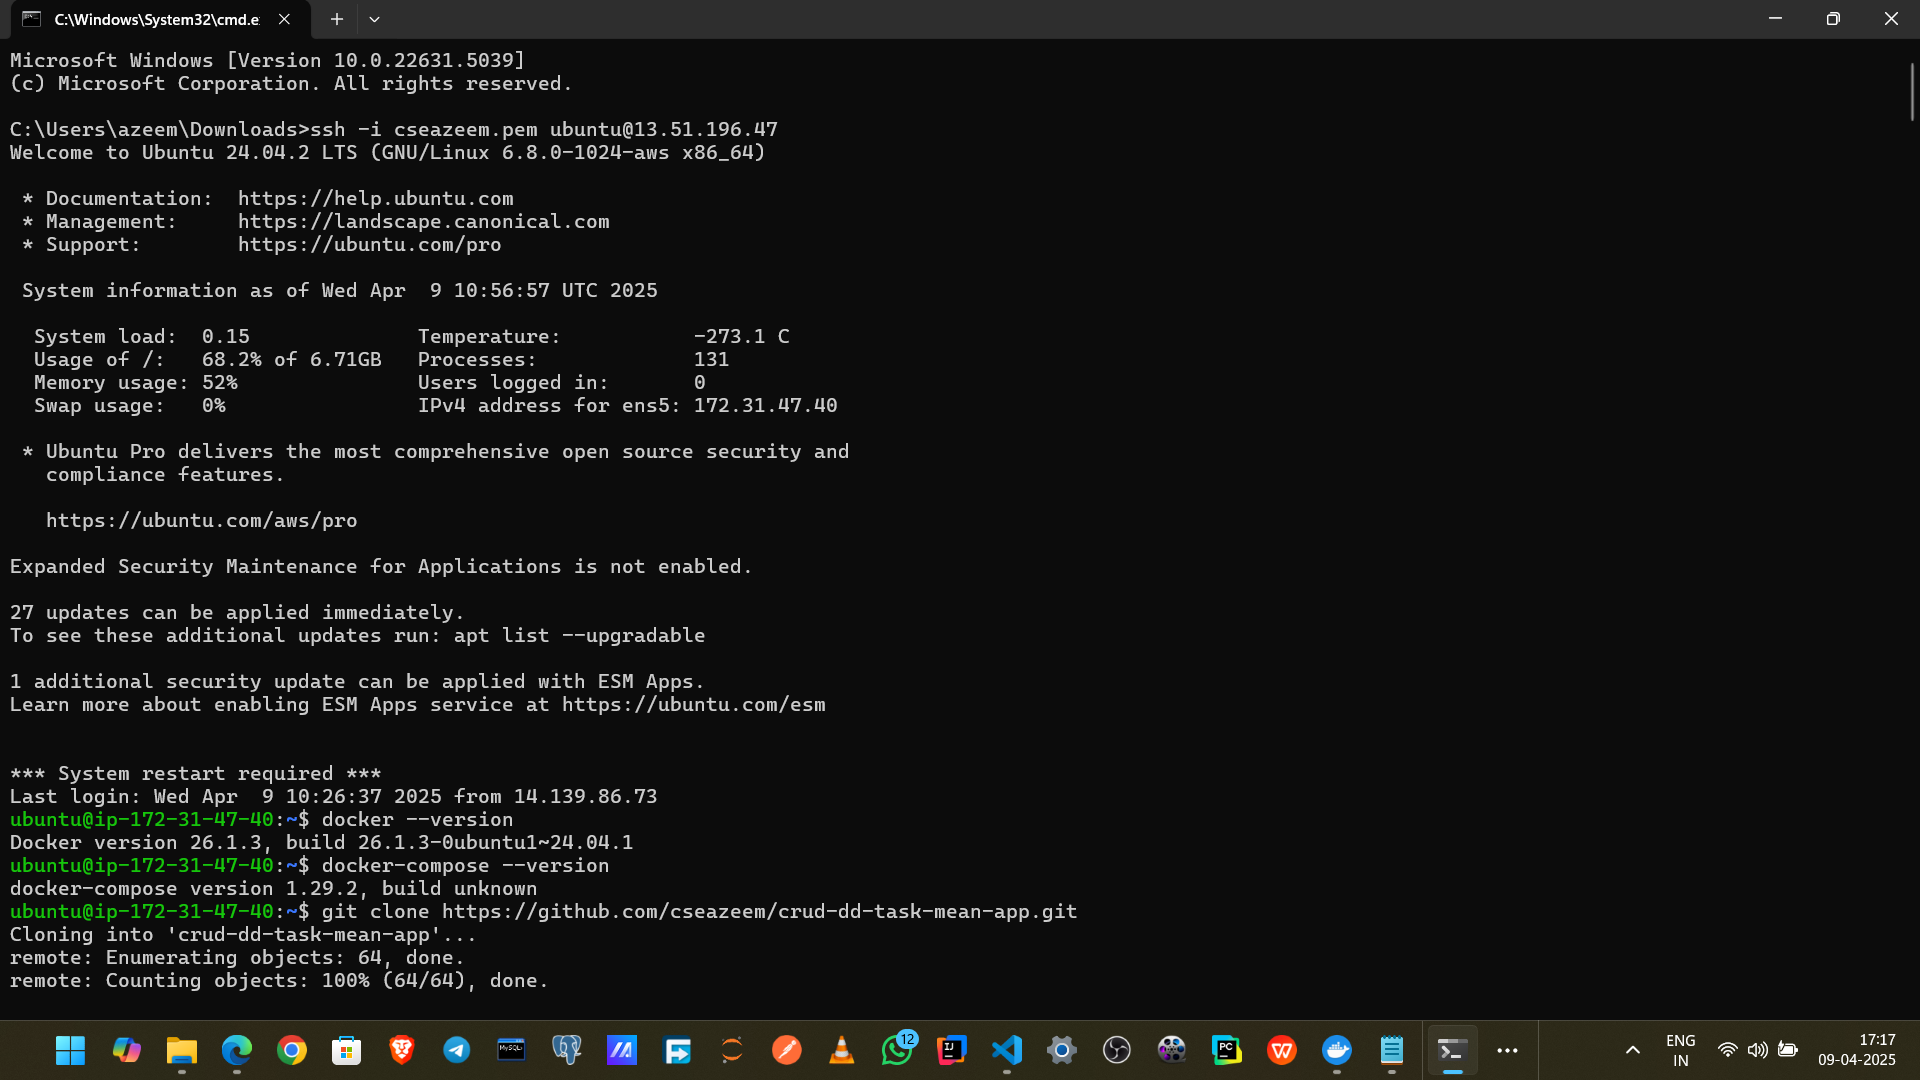 C:\Windows\System32\cmd.e
Microsoft Windows [Version 10.0.22631.5039]
(c) Microsoft Corporation. All rights reserved.
C:\Users\azeem\Downloads>ssh -i cseazeem.pem ubuntu@13.51.196.47
Welcome to Ubuntu 24.04.2 LTS (GNU/Linux 6.8.0-1024-aws x86_64)
* Documentation:  https://help.ubuntu.com
* Management:     https://landscape.canonical.com
* Support:        https://ubuntu.com/pro
System information as of Wed Apr  9 10:56:57 UTC 2025
System load:  0.15              Temperature:           -273.1 C
Usage of /:   68.2% of 6.71GB   Processes:             131
Memory usage: 52%               Users logged in:       0
Swap usage:   0%                IPv4 address for ens5: 172.31.47.40
* Ubuntu Pro delivers the most comprehensive open source security and
compliance features.
https://ubuntu.com/aws/pro
Expanded Security Maintenance for Applications is not enabled.
27 updates can be applied immediately.
To see these additional updates run: apt list --upgradable
1 additional security update can be applied with ESM Apps.
Learn more about enabling ESM Apps service at https://ubuntu.com/esm
*** System restart required ***
Last login: Wed Apr  9 10:26:37 2025 from 14.139.86.73
ubuntu@ip-172-31-47-40:~$ docker --version
Docker version 26.1.3, build 26.1.3-0ubuntu1~24.04.1
ubuntu@ip-172-31-47-40:~$ docker-compose --version
docker-compose version 1.29.2, build unknown
ubuntu@ip-172-31-47-40:~$ git clone https://github.com/cseazeem/crud-dd-task-mean-app.git
Cloning into 'crud-dd-task-mean-app'...
remote: Enumerating objects: 64, done.
remote: Counting objects: 100% (64/64), done.
MySQL
12
IJ
PC
W
ENG
IN
17:17
09-04-2025